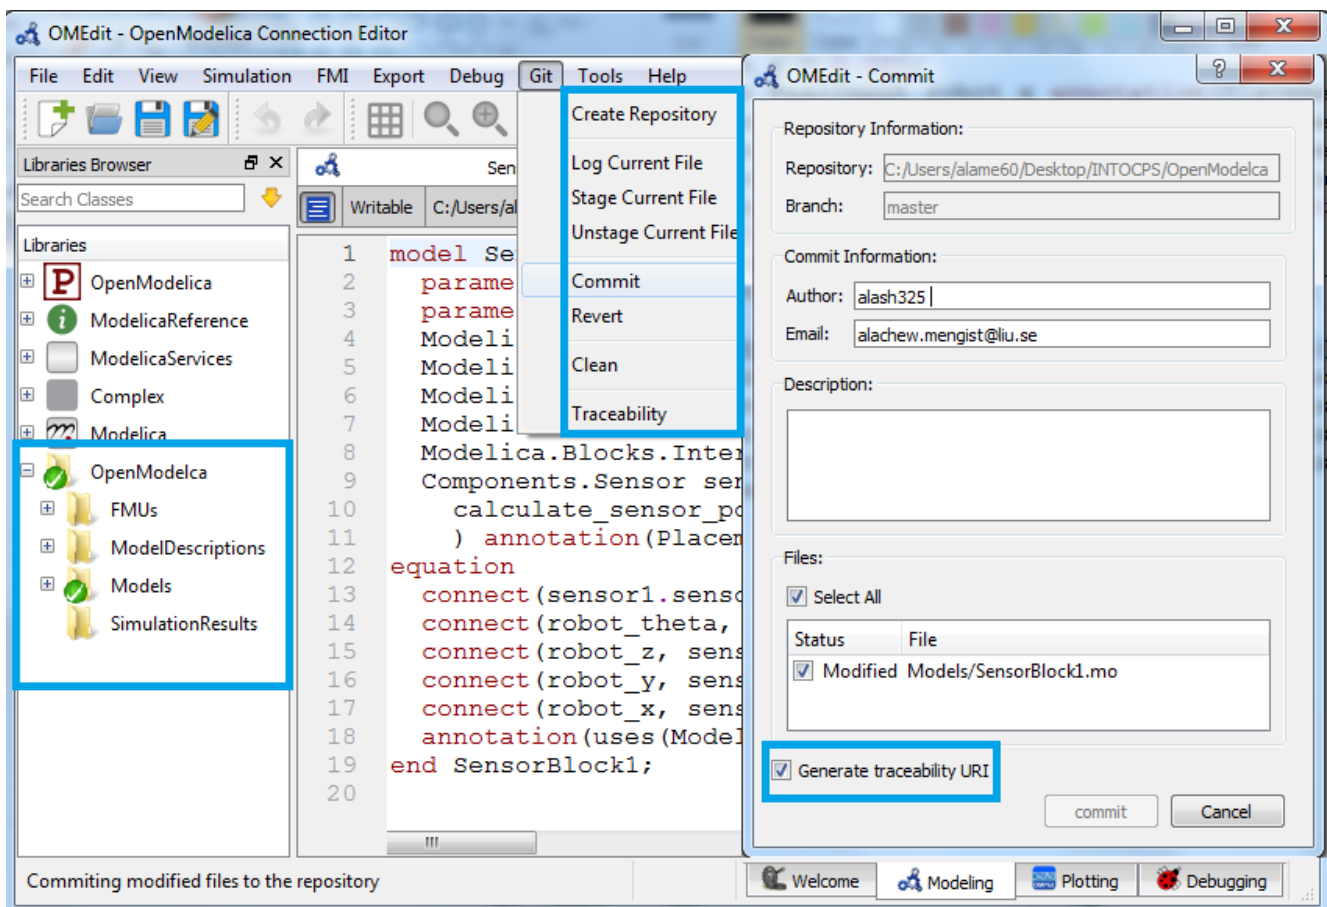 OMEdit - OpenModelica Connection Editor
File Edit View Simulation FMI Export Debug Git Tools Help
Libraries Browser
Search Classes
Libraries
P OpenModelica
i ModelicaReference
ModelicaServices
Complex
Modelica
OpenModelca
FMUs
ModelDescriptions
Models
SimulationResults
Sen
Writable C:/Users/al
1 model Se
2 parame
3 parame
4 Modeli
5 Modeli
6 Modeli
7 Modeli
8 Modelica.Blocks.Inter
9 Components.Sensor sen
10 calculate_sensor_po
11 ) annotation(Placem
12 equation
13 connect(sensor1.senso
14 connect(robot_theta,
15 connect(robot_z, sens
16 connect(robot_y, sens
17 connect(robot_x, sens
18 annotation(uses(Model
19 end SensorBlock1;
20
Create Repository
Log Current File
Stage Current File
Unstage Current File
Commit
Revert
Clean
Traceability
OMEdit - Commit
Repository Information:
Repository: C:/Users/alame60/Desktop/INTOCPS/OpenModelca
Branch: master
Commit Information:
Author: alash325
Email: alachew.mengist@liu.se
Description:
Files:
Select All
Status File
Modified Models/SensorBlock1.mo
Generate traceability URI
commit Cancel
Commiting modified files to the repository
Welcome Modeling Plotting Debugging